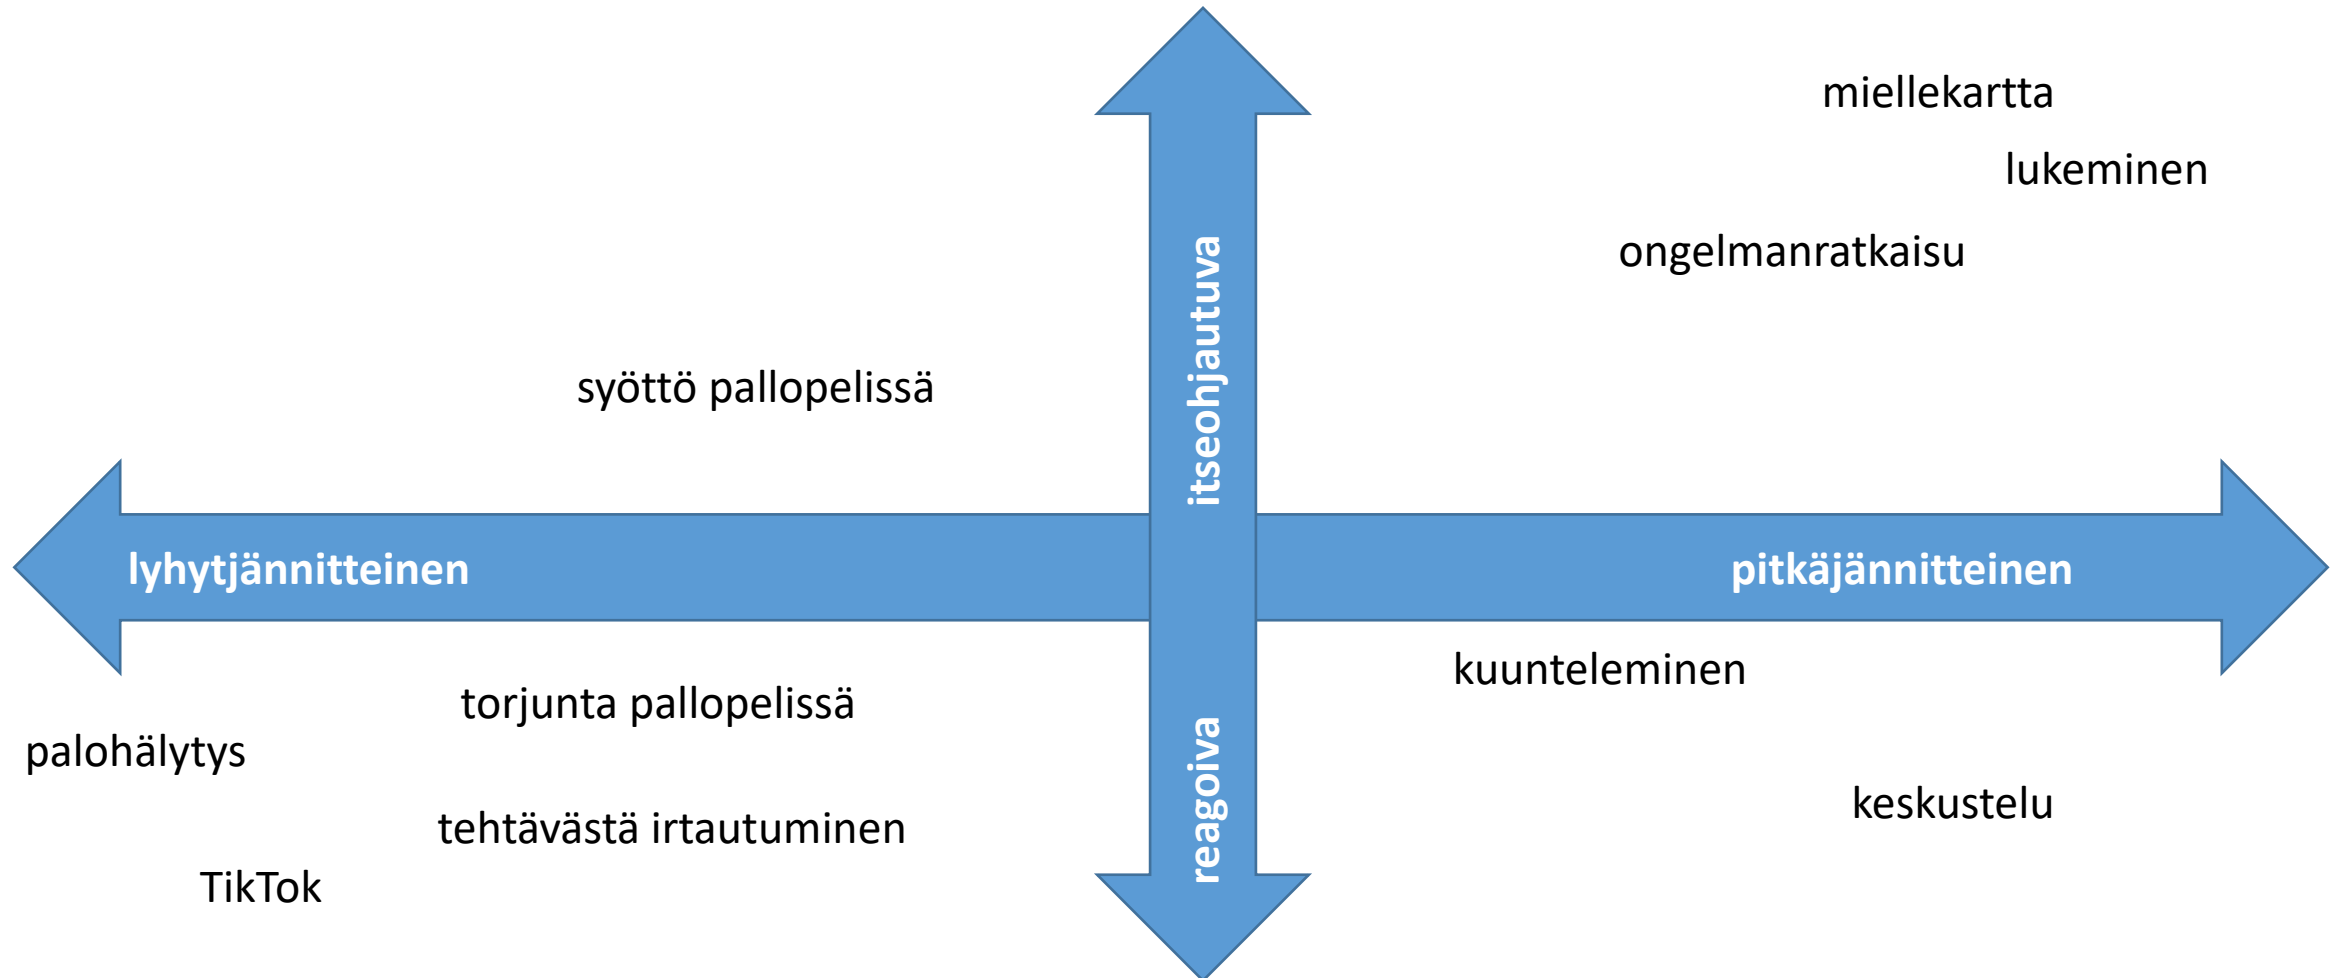 miellekartta
lukeminen
ongelmanratkaisu
itseohjautuva
syöttö pallopelissä
lyhytjännitteinen
pitkäjännitteinen
kuunteleminen
torjunta pallopelissä
palohälytys
reagoiva
keskustelu
tehtävästä irtautuminen
TikTok